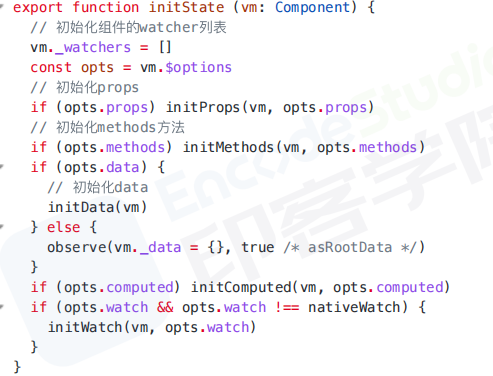 export function initState (vm: Component) {
  // 初始化组件的watcher列表
  vm._watchers = []
  const opts = vm.$options
  // 初始化props
  if (opts.props) initProps(vm, opts.props)
  // 初始化methods方法
  if (opts.methods) initMethods(vm, opts.methods)
  if (opts.data) {
    // 初始化data
    initData(vm)
  } else {
    observe(vm._data = {}, true /* asRootData */)
  }
  if (opts.computed) initComputed(vm, opts.computed)
  if (opts.watch && opts.watch !== nativeWatch) {
    initWatch(vm, opts.watch)
  }
}
EncodeStudio
印客学院